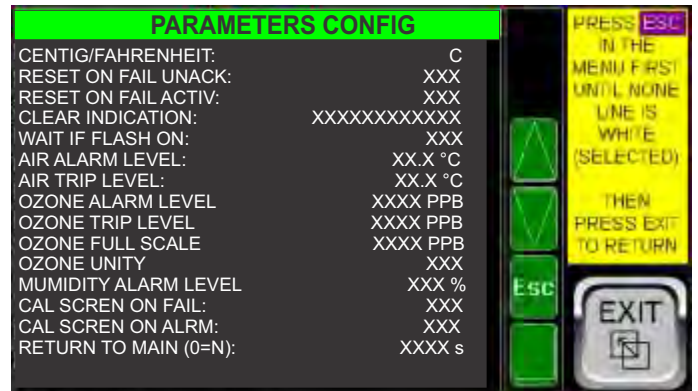 PARAMETERS CONFIG
CENTIG/FAHRENHEIT: C
RESET ON FAIL UNACK: XXX
RESET ON FAIL ACTIV: XXX
CLEAR INDICATION: XXXXXXXXXXXX
WAIT IF FLASH ON: XXX
AIR ALARM LEVEL: XX.X °C
AIR TRIP LEVEL: XX.X °C
OZONE ALARM LEVEL XXXX PPB
OZONE TRIP LEVEL XXXX PPB
OZONE FULL SCALE XXXX PPB
OZONE UNITY XXX
MUMIDITY ALARM LEVEL XXX %
CAL SCREN ON FAIL: XXX
CAL SCREN ON ALRM: XXX
RETURN TO MAIN (0=N): XXXX s
Esc
PRESS ESC
IN THE
MENU FIRST
UNTIL NONE
LINE IS
WHITE
(SELECTED)
THEN
PRESS EXIT
TO RETURN
EXIT